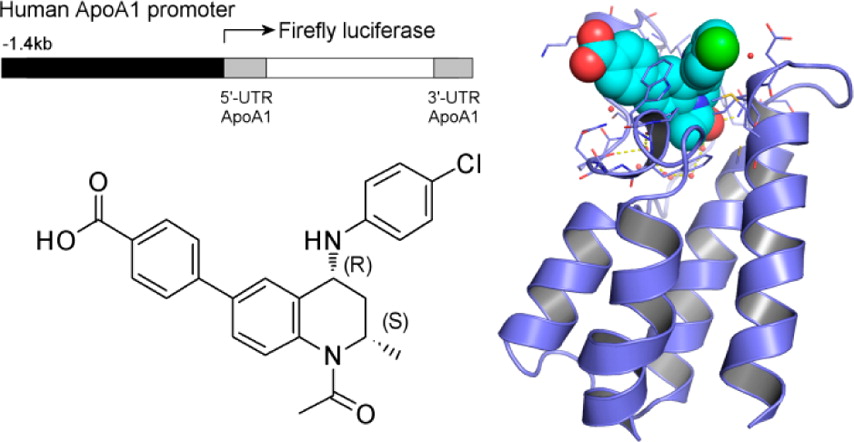 Human ApoA1 promoter
-1.4kb
Firefly luciferase
5'-UTR
ApoA1
3'-UTR
ApoA1
Cl
O
HO
HN
(R)
(S)
N
O